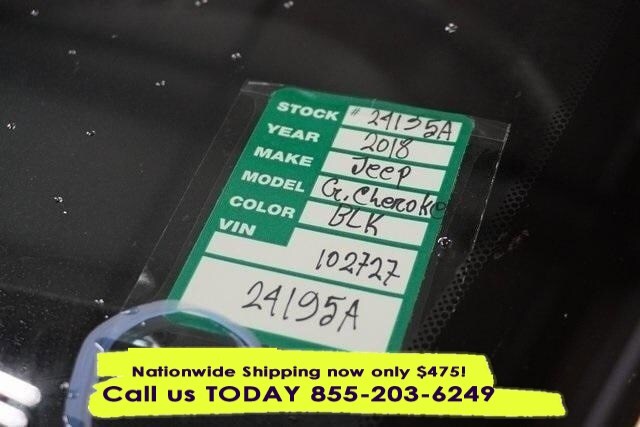 STOCK # 24135A
YEAR 2018
MAKE Jeep
MODEL G. Cheroke
COLOR BLK
VIN
102727
24195A
Nationwide Shipping now only $475!
Call us TODAY 855-203-6249